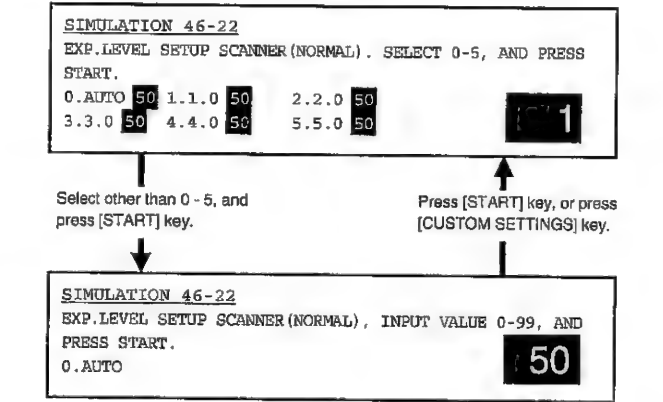 SIMULATION 46-22
EXP.LEVEL SETUP SCANNER(NORMAL). SELECT 0-5, AND PRESS
START.
0.AUTO 50 1.1.0 50 2.2.0 50
3.3.0 50 4.4.0 50 5.5.0 50
1
Select other than 0 - 5, and
press [START] key.
Press [START] key, or press
[CUSTOM SETTINGS] key.
SIMULATION 46-22
EXP.LEVEL SETUP SCANNER(NORMAL), INPUT VALUE 0-99, AND
PRESS START.
0.AUTO
50